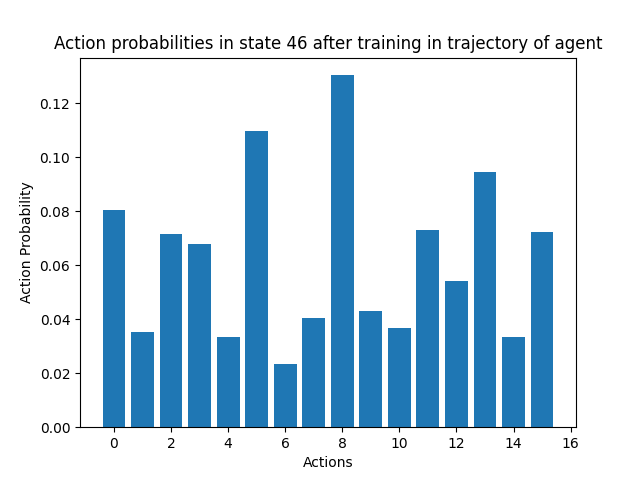 Action probabilities in state 46 after training in trajectory of agent
0.12
0.10
0.08
0.06
0.04
0.02
0.00
Action Probability
0 2 4 6 8 10 12 14 16
Actions